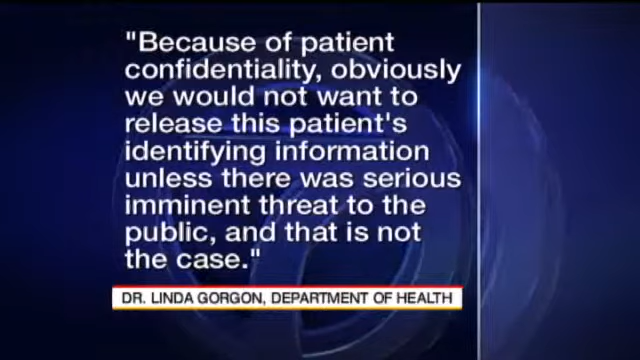 "Because of patient
confidentiality, obviously
we would not want to
release this patient's
identifying information
unless there was serious
imminent threat to the
public, and that is not
the case."
DR. LINDA GORGON, DEPARTMENT OF HEALTH